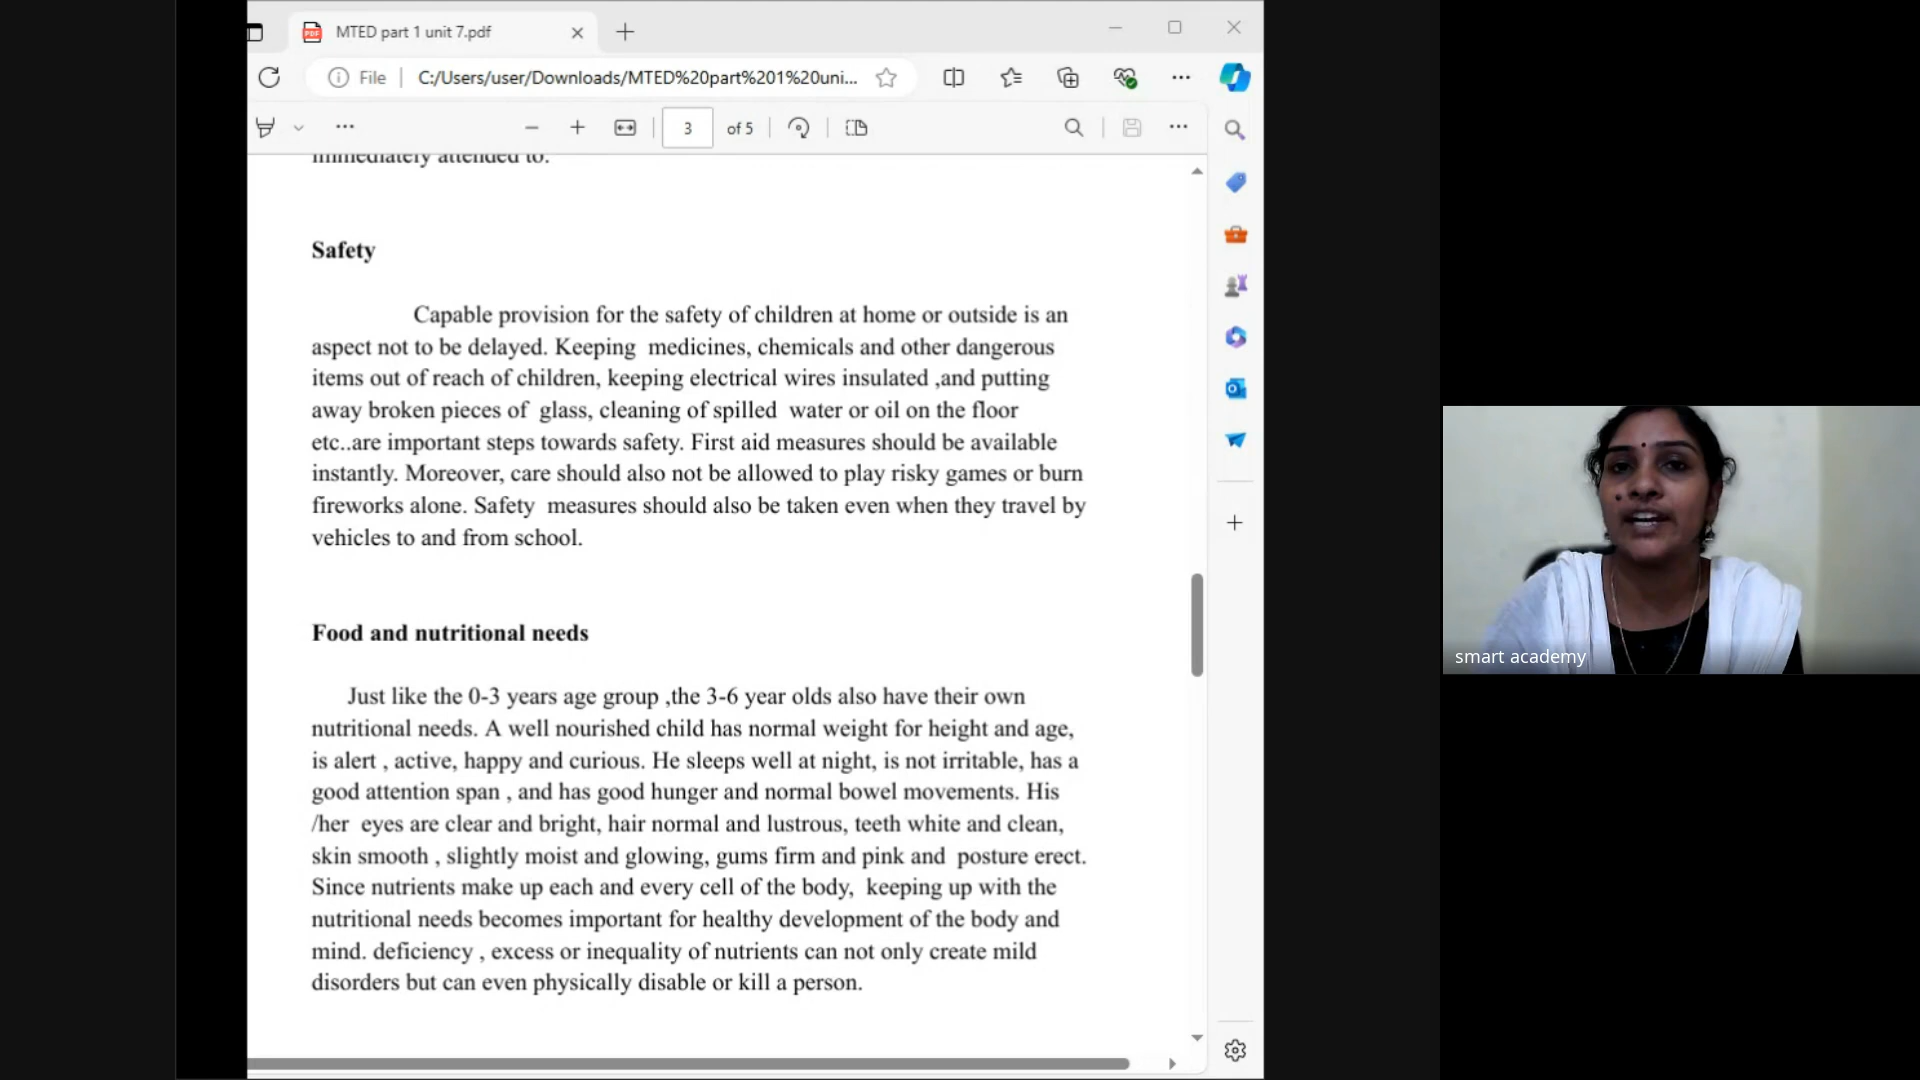 MTED part 1 unit 7.pdf
File
C:/Users/user/Downloads/MTED%20part%201%20uni...
3 of 5
immediately attended to.
Safety
Capable provision for the safety of children at home or outside is an
aspect not to be delayed. Keeping medicines, chemicals and other dangerous
items out of reach of children, keeping electrical wires insulated ,and putting
away broken pieces of glass, cleaning of spilled water or oil on the floor
etc..are important steps towards safety. First aid measures should be available
instantly. Moreover, care should also not be allowed to play risky games or burn
fireworks alone. Safety measures should also be taken even when they travel by
vehicles to and from school.
Food and nutritional needs
Just like the 0-3 years age group ,the 3-6 year olds also have their own
nutritional needs. A well nourished child has normal weight for height and age,
is alert , active, happy and curious. He sleeps well at night, is not irritable, has a
good attention span , and has good hunger and normal bowel movements. His
/her eyes are clear and bright, hair normal and lustrous, teeth white and clean,
skin smooth , slightly moist and glowing, gums firm and pink and posture erect.
Since nutrients make up each and every cell of the body, keeping up with the
nutritional needs becomes important for healthy development of the body and
mind. deficiency , excess or inequality of nutrients can not only create mild
disorders but can even physically disable or kill a person.
smart academy